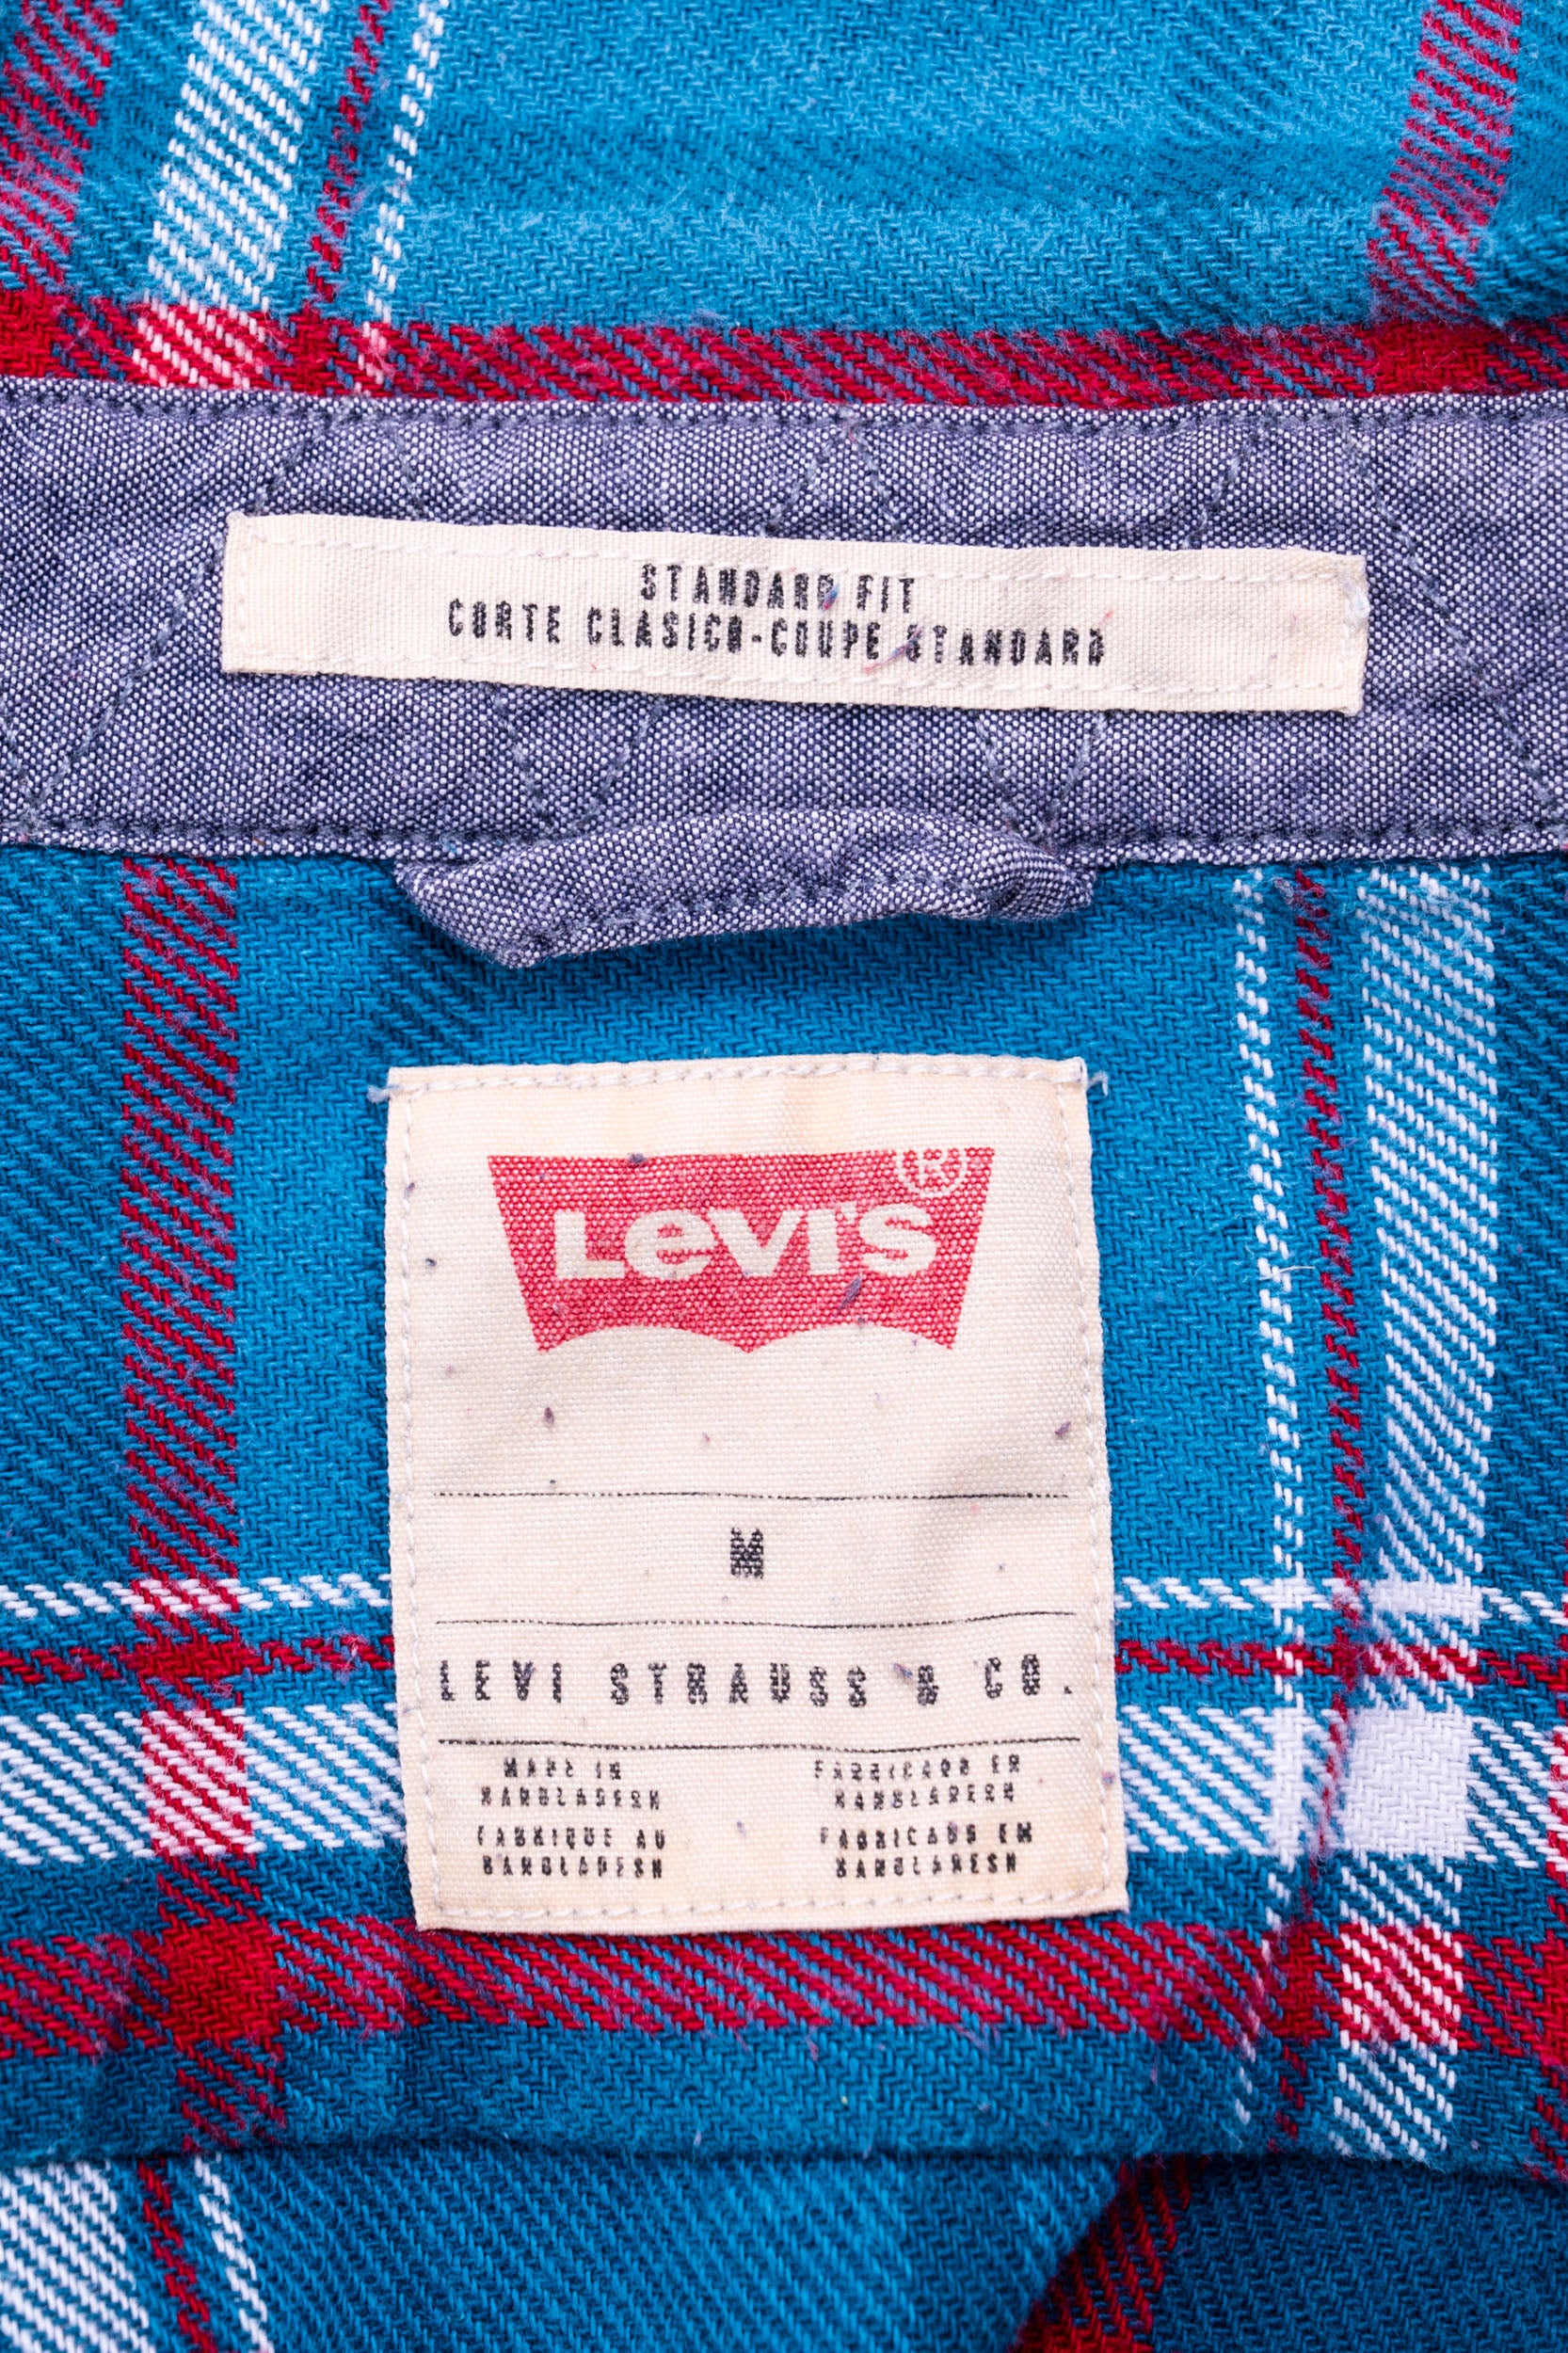 STANDARD FIT
CORTE CLASICO-COUPE STANDARD
LEVI'S ®
M
LEVI STRAUSS & CO.
MADE IN
BANGLADESH
FABRICADO EN
BANGLADESH
FABRIQUE AU
BANGLADESH
FABRICADO EM
BANGLADESH